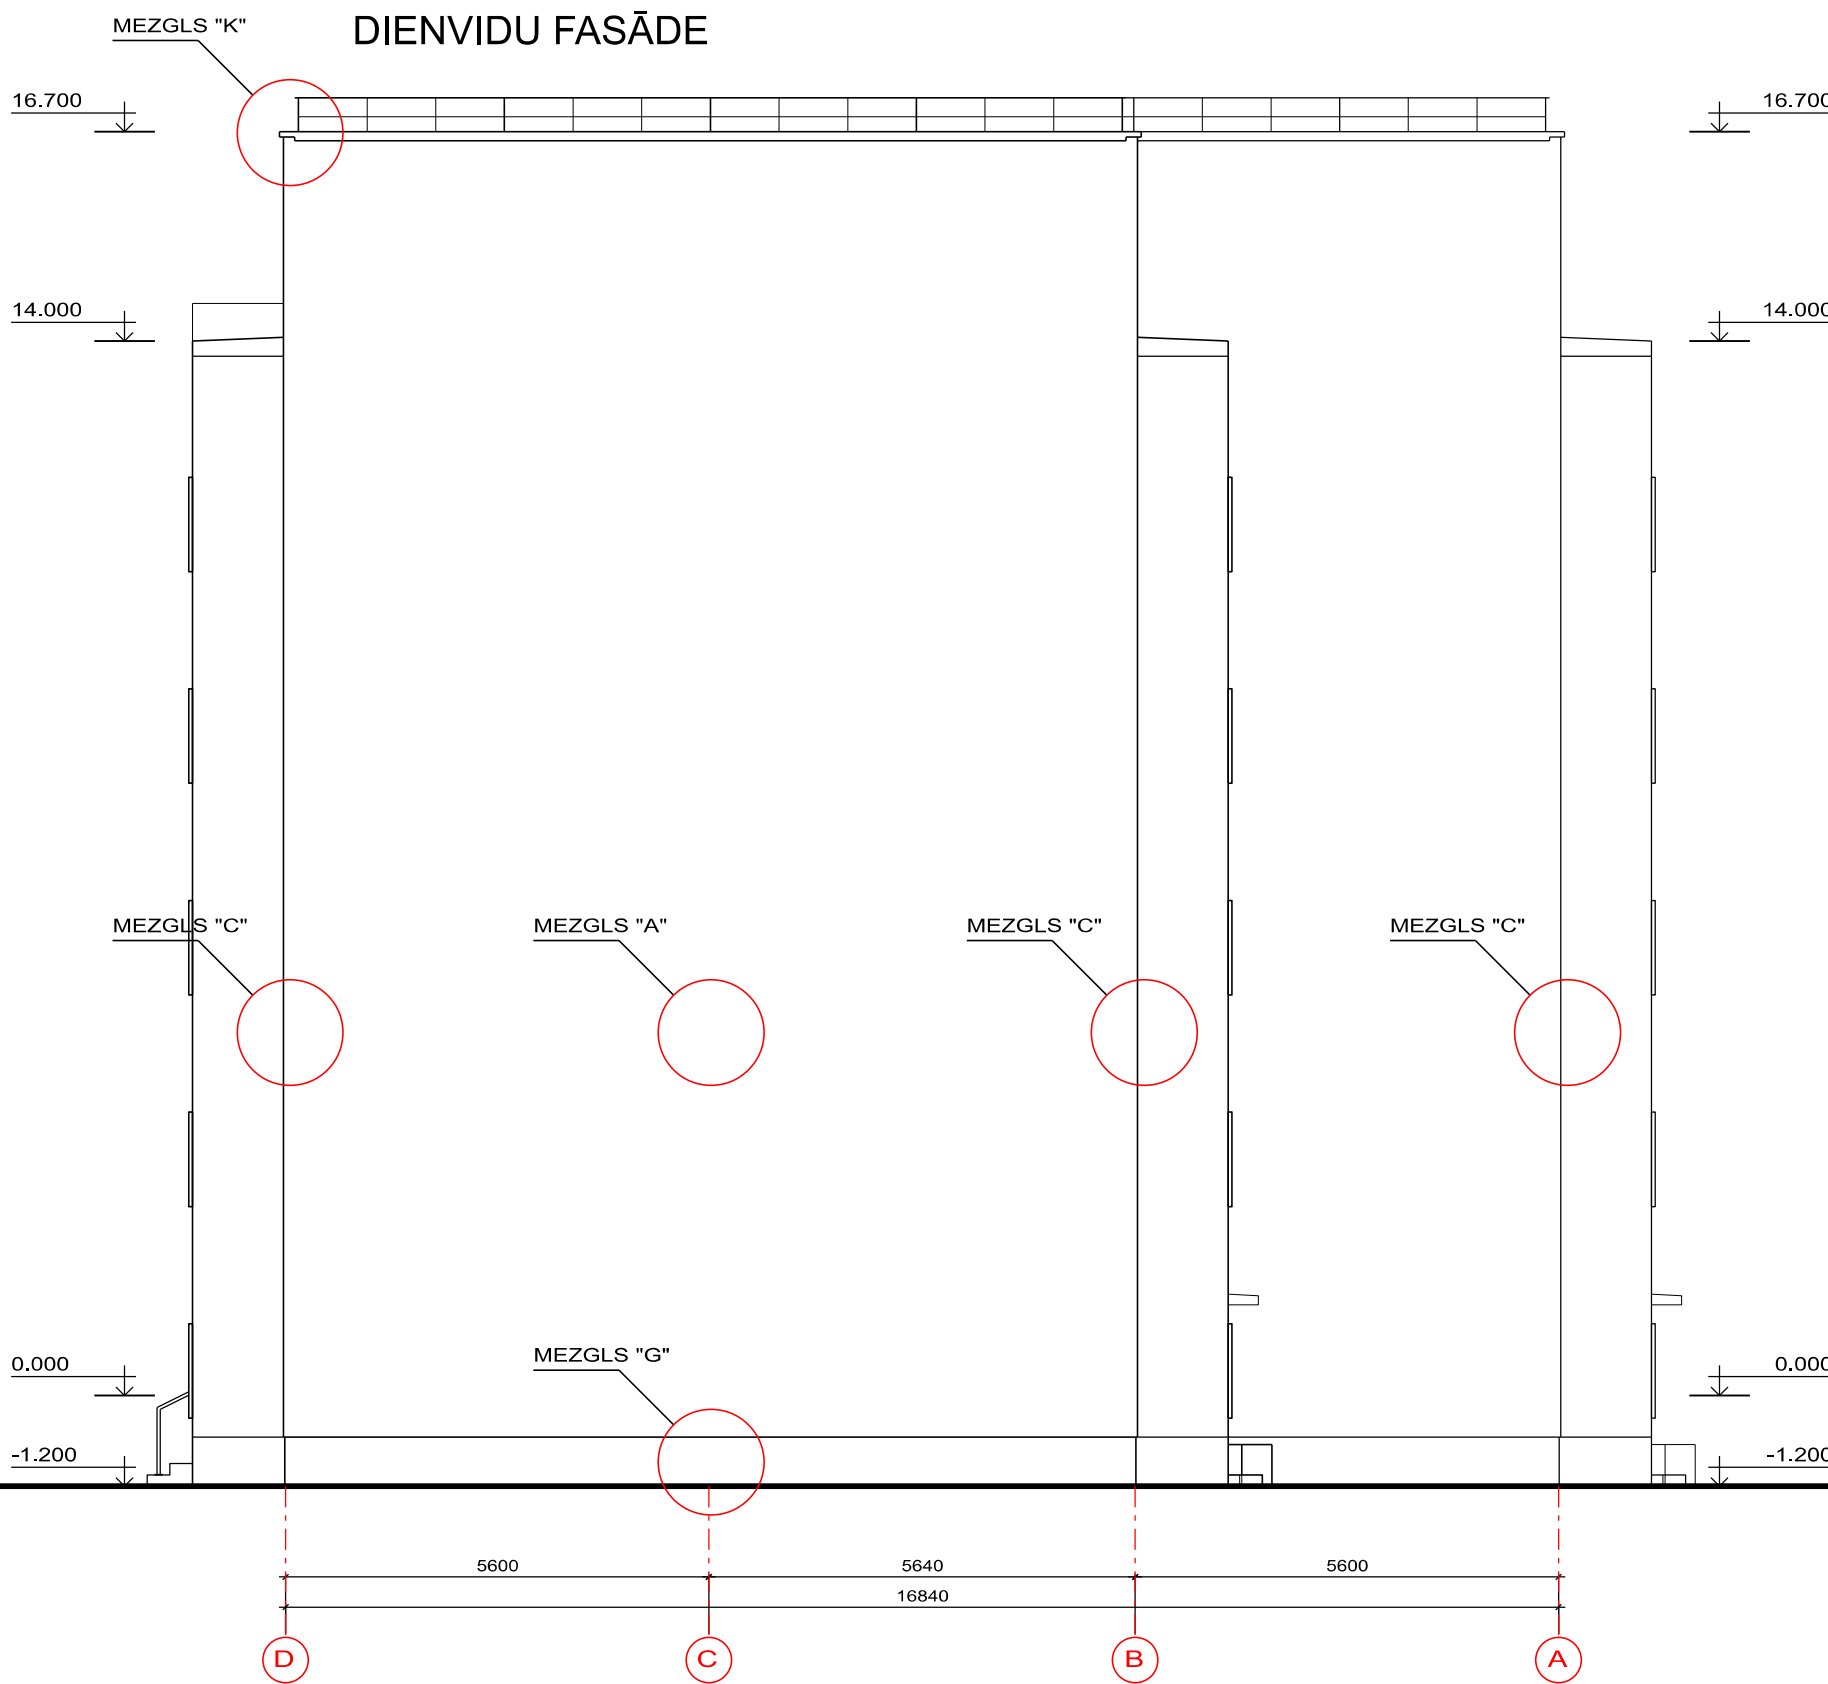 DIENVIDU FASĀDE
MEZGLS "K"
16.700
16.700
14.000
14.000
MEZGLS "C"
MEZGLS "A"
MEZGLS "C"
MEZGLS "C"
MEZGLS "G"
0.000
0.000
-1.200
-1.200
5600
5640
5600
16840
D
C
B
A